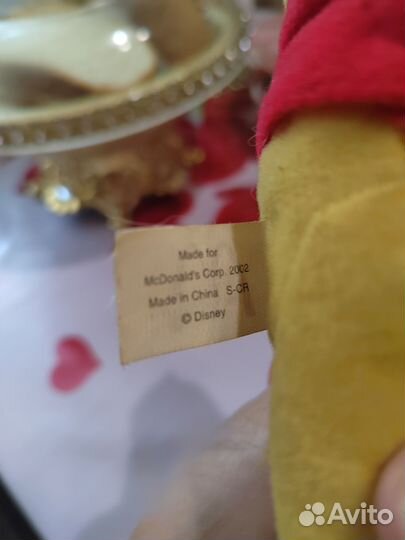 Made for
McDonald's Corp. 2002
Made in China S-CR
© Disney
Avito